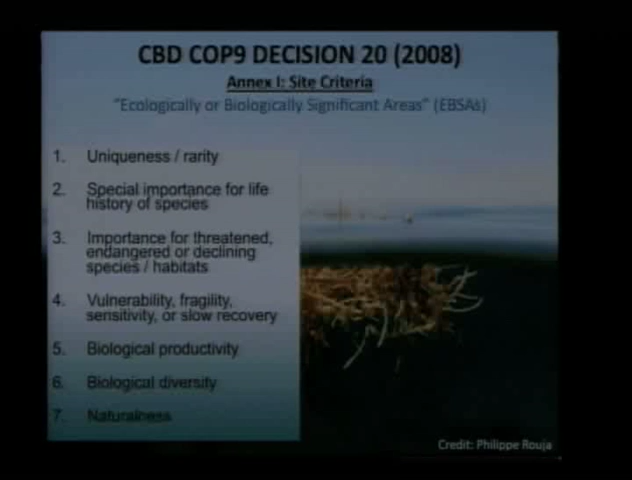 CBD COP9 DECISION 20 (2008)
Annex I: Site Criteria
"Ecologically or Biologically Significant Areas" (EBSAs)
1. Uniqueness / rarity
2. Special importance for life
history of species
3. Importance for threatened,
endangered or declining
species / habitats
4. Vulnerability, fragility,
sensitivity, or slow recovery
5. Biological productivity
6. Biological diversity
7. Naturalness
Credit: Philippe Rouja